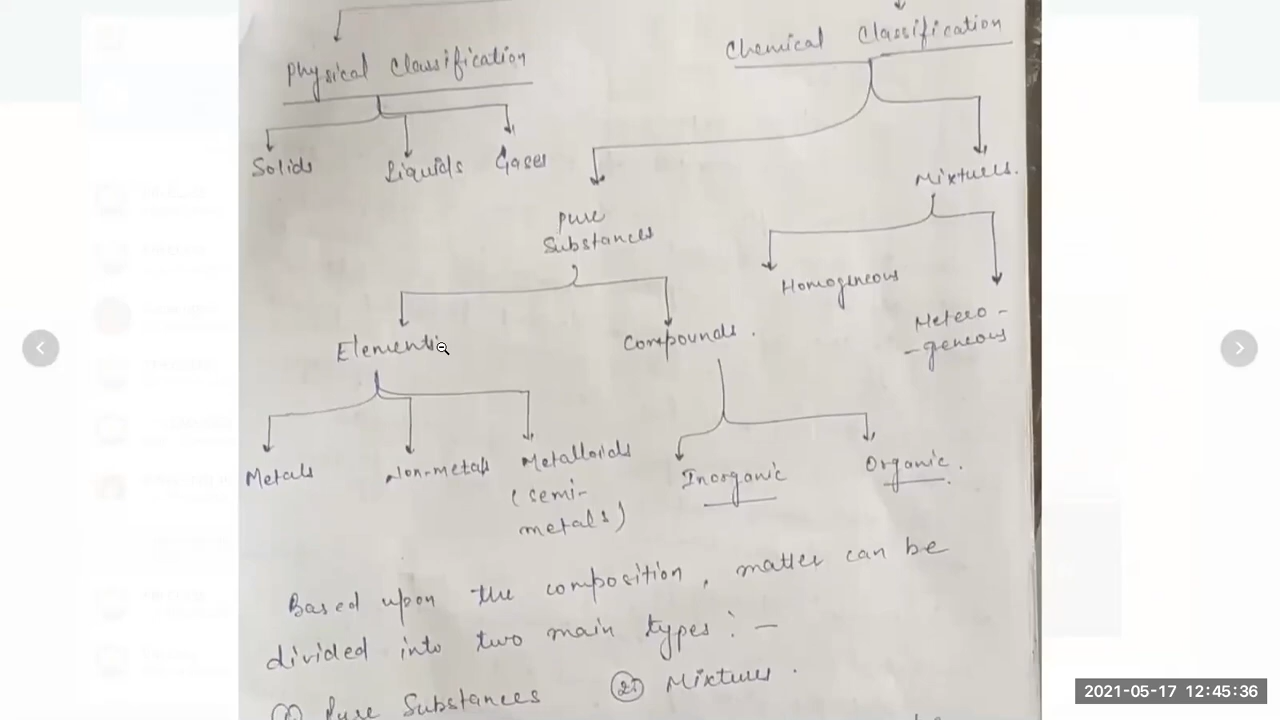 Physical Classification
Chemical Classification
Solids
Liquids
Gases
Pure
Substances
Mixtures.
Homogeneous
Hetero -
- geneous
Elements
Compounds.
Metals
Non-metals
Metalloids
(semi-
metals)
Inorganic
Organic.
Based upon the composition, matter can be
divided into two main types : —
① Pure Substances ② Mixtures.
2021-05-17 12:45:36